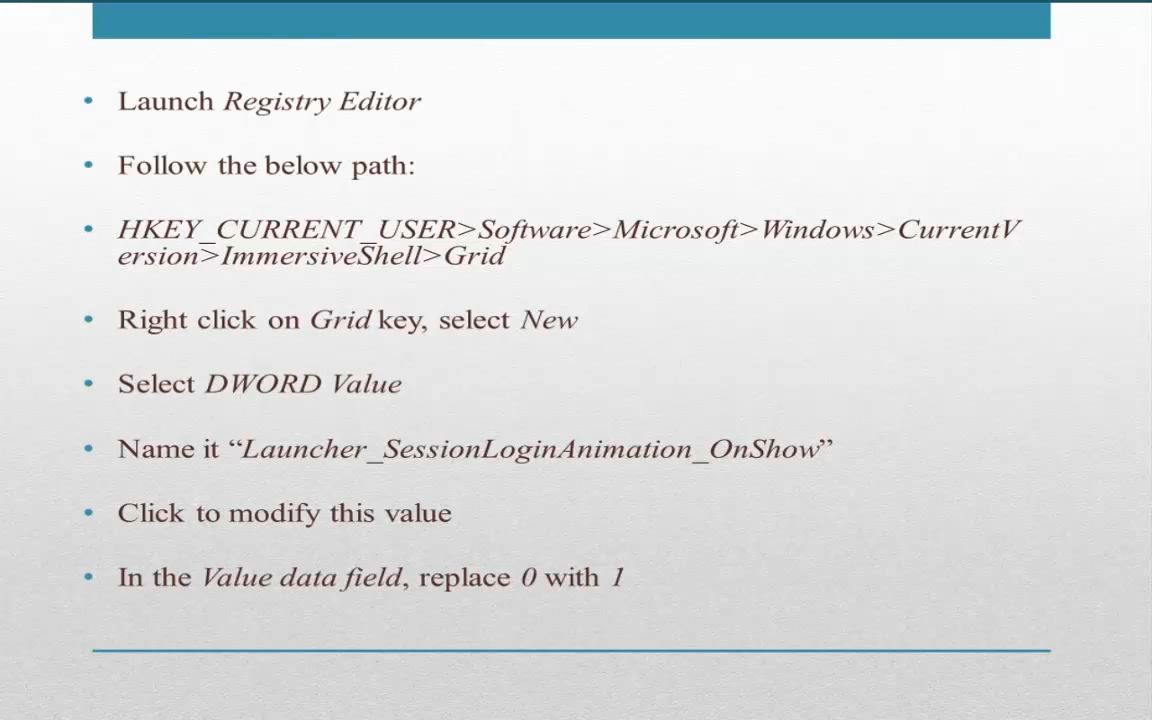 • Launch Registry Editor
• Follow the below path:
• HKEY_CURRENT_USER>Software>Microsoft>Windows>CurrentV
ersion>ImmersiveShell>Grid
• Right click on Grid key, select New
• Select DWORD Value
• Name it “Launcher_SessionLoginAnimation_OnShow”
• Click to modify this value
• In the Value data field, replace 0 with 1